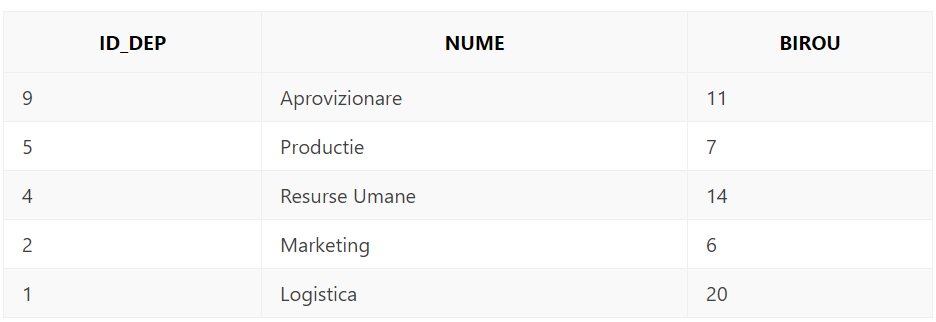 ID_DEP NUME BIROU
9 Aprovizionare 11
5 Productie 7
4 Resurse Umane 14
2 Marketing 6
1 Logistica 20